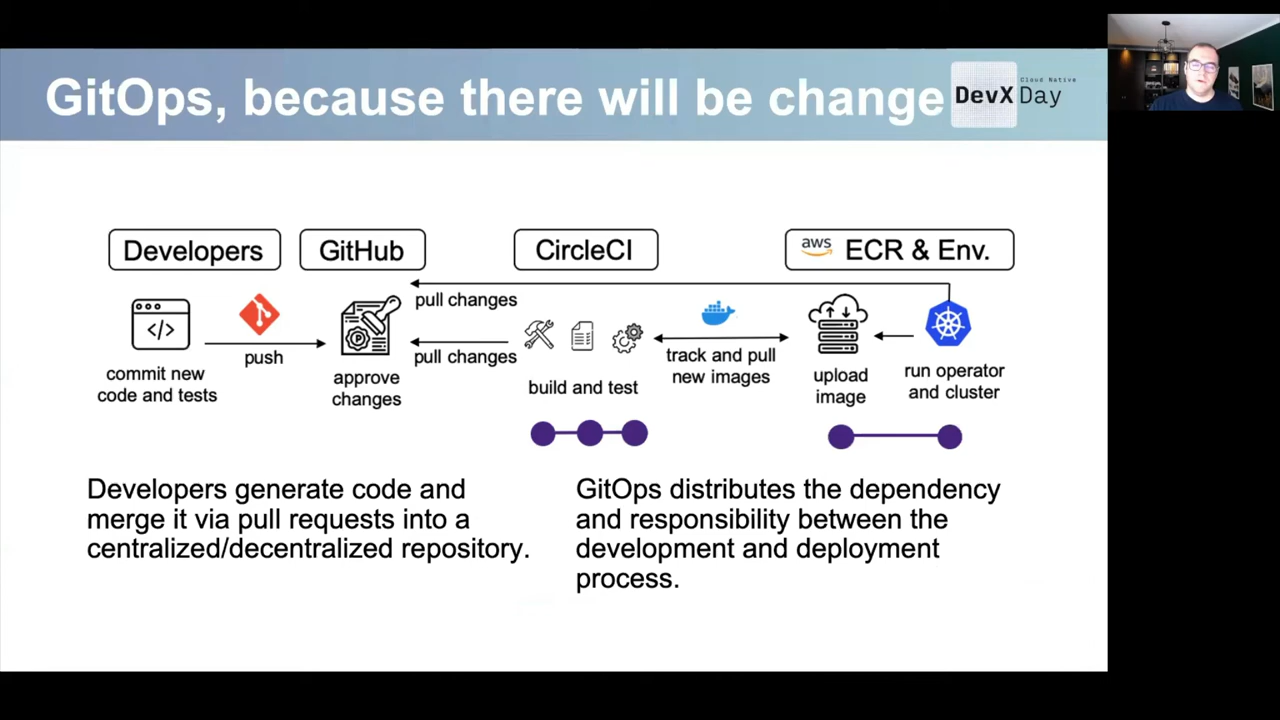 GitOps, because there will be change
Cloud Native
DevX Day
Developers
GitHub
CircleCI
aws
ECR & Env.
pull changes
</>
push
pull changes
track and pull
new images
commit new
code and tests
approve
changes
build and test
upload
image
run operator
and cluster
Developers generate code and
merge it via pull requests into a
centralized/decentralized repository.
GitOps distributes the dependency
and responsibility between the
development and deployment
process.